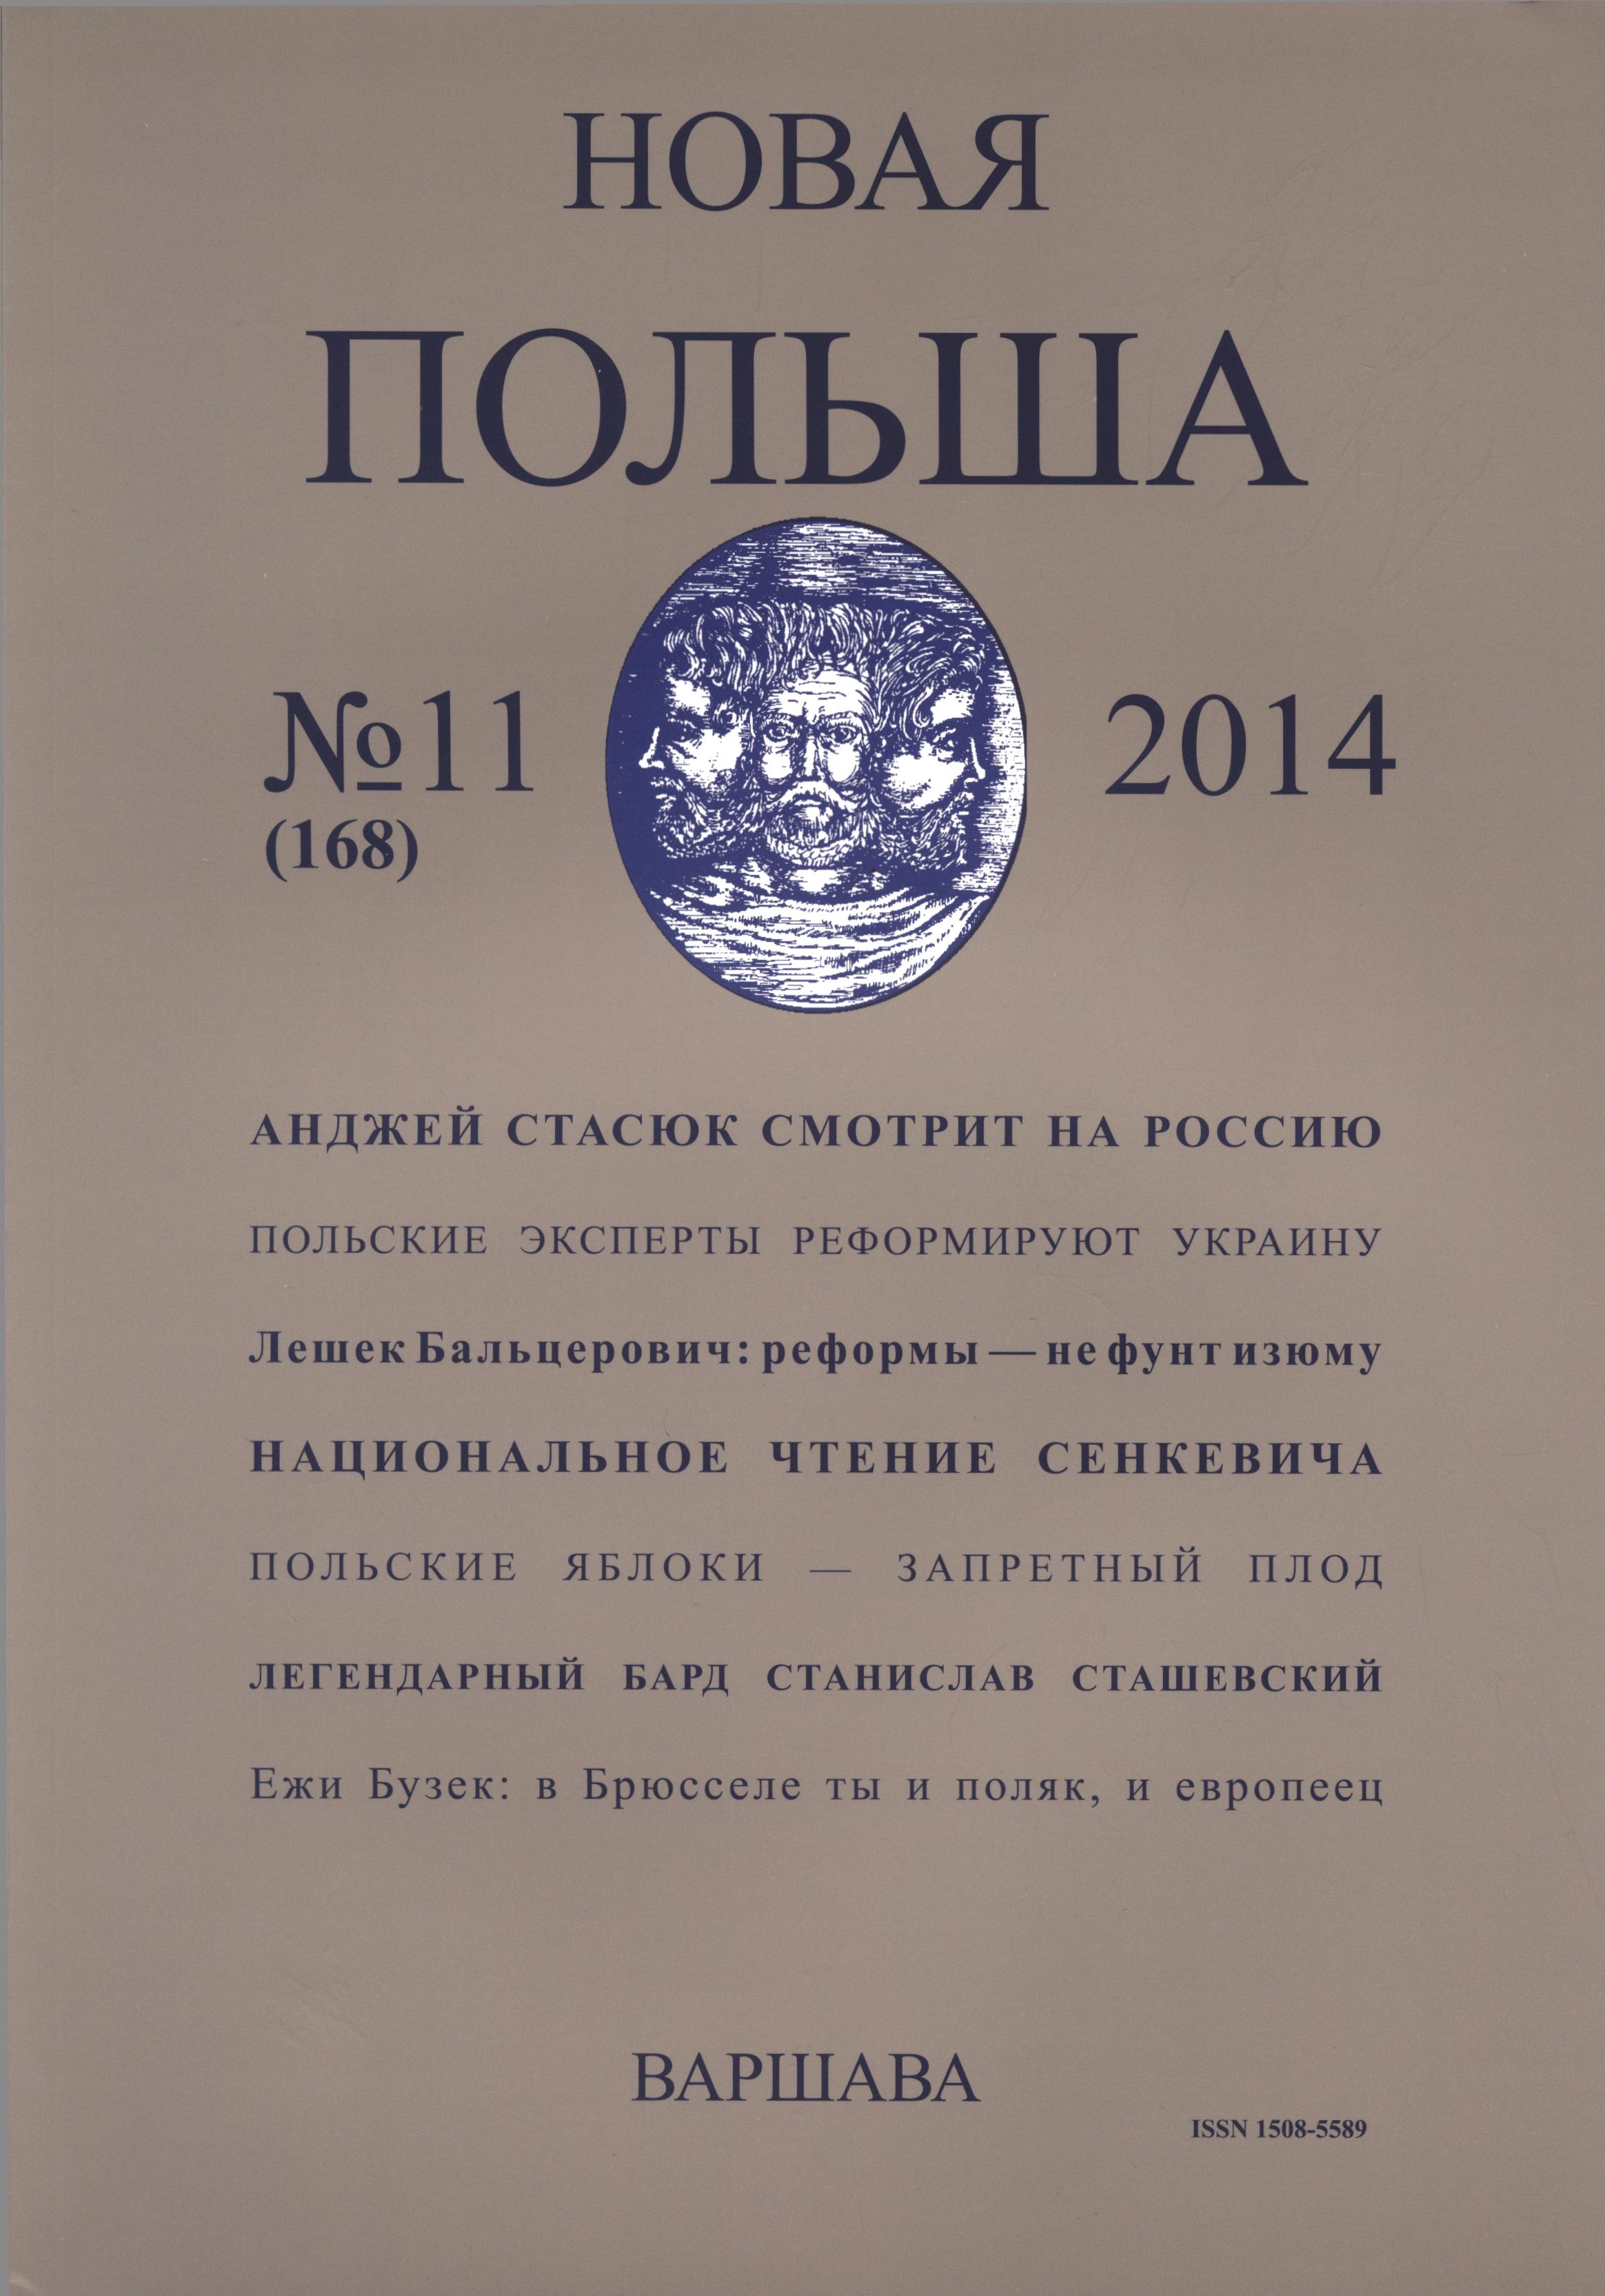 НОВАЯ
ПОЛЬША
№11
2014
(168)
АНДЖЕЙ СТАСЮК СМОТРИТ НА РОССИЮ
ПОЛЬСКИЕ ЭКСПЕРТЫ РЕФОРМИРУЮТ УКРАИНУ
Лешек Бальцерович: реформы — не фунт изюму
НАЦИОНАЛЬНОЕ ЧТЕНИЕ СЕНКЕВИЧА
ПОЛЬСКИЕ ЯБЛОКИ — ЗАПРЕТНЫЙ ПЛОД
ЛЕГЕНДАРНЫЙ БАРД СТАНИСЛАВ СТАШЕВСКИЙ
Ежи Бузек: в Брюсселе ты и поляк, и европеец
ВАРШАВА
ISSN 1508-5589